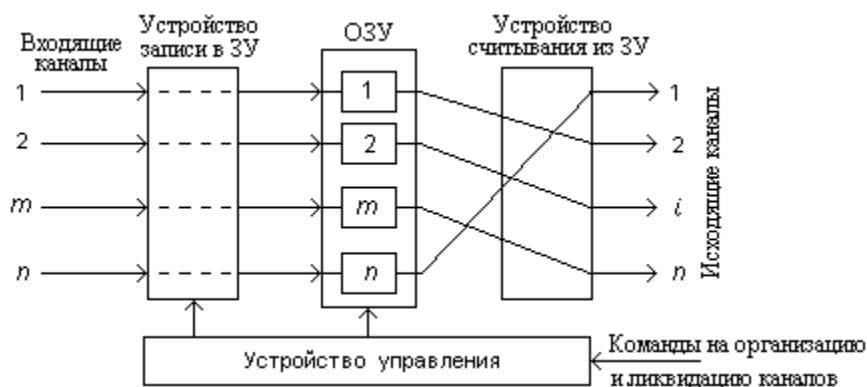 Устройство
записи в ЗУ
ОЗУ
Устройство
считывания из ЗУ
Входящие
каналы
1
1
1
2
2
2
m
m
i
n
n
n
Исходящие каналы
Устройство управления
Команды на организацию
и ликвидацию каналов